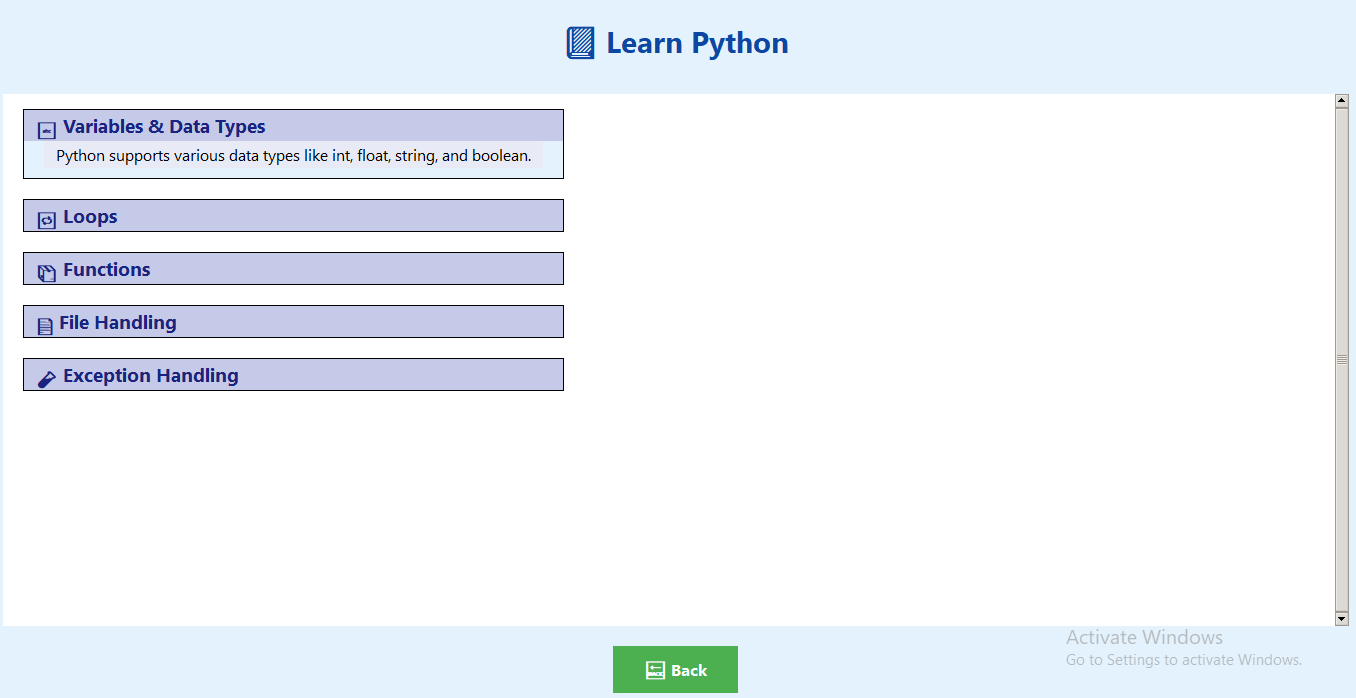 Learn Python
Variables & Data Types
Python supports various data types like int, float, string, and boolean.
Loops
Functions
File Handling
Exception Handling
Back
Activate Windows
Go to Settings to activate Windows.